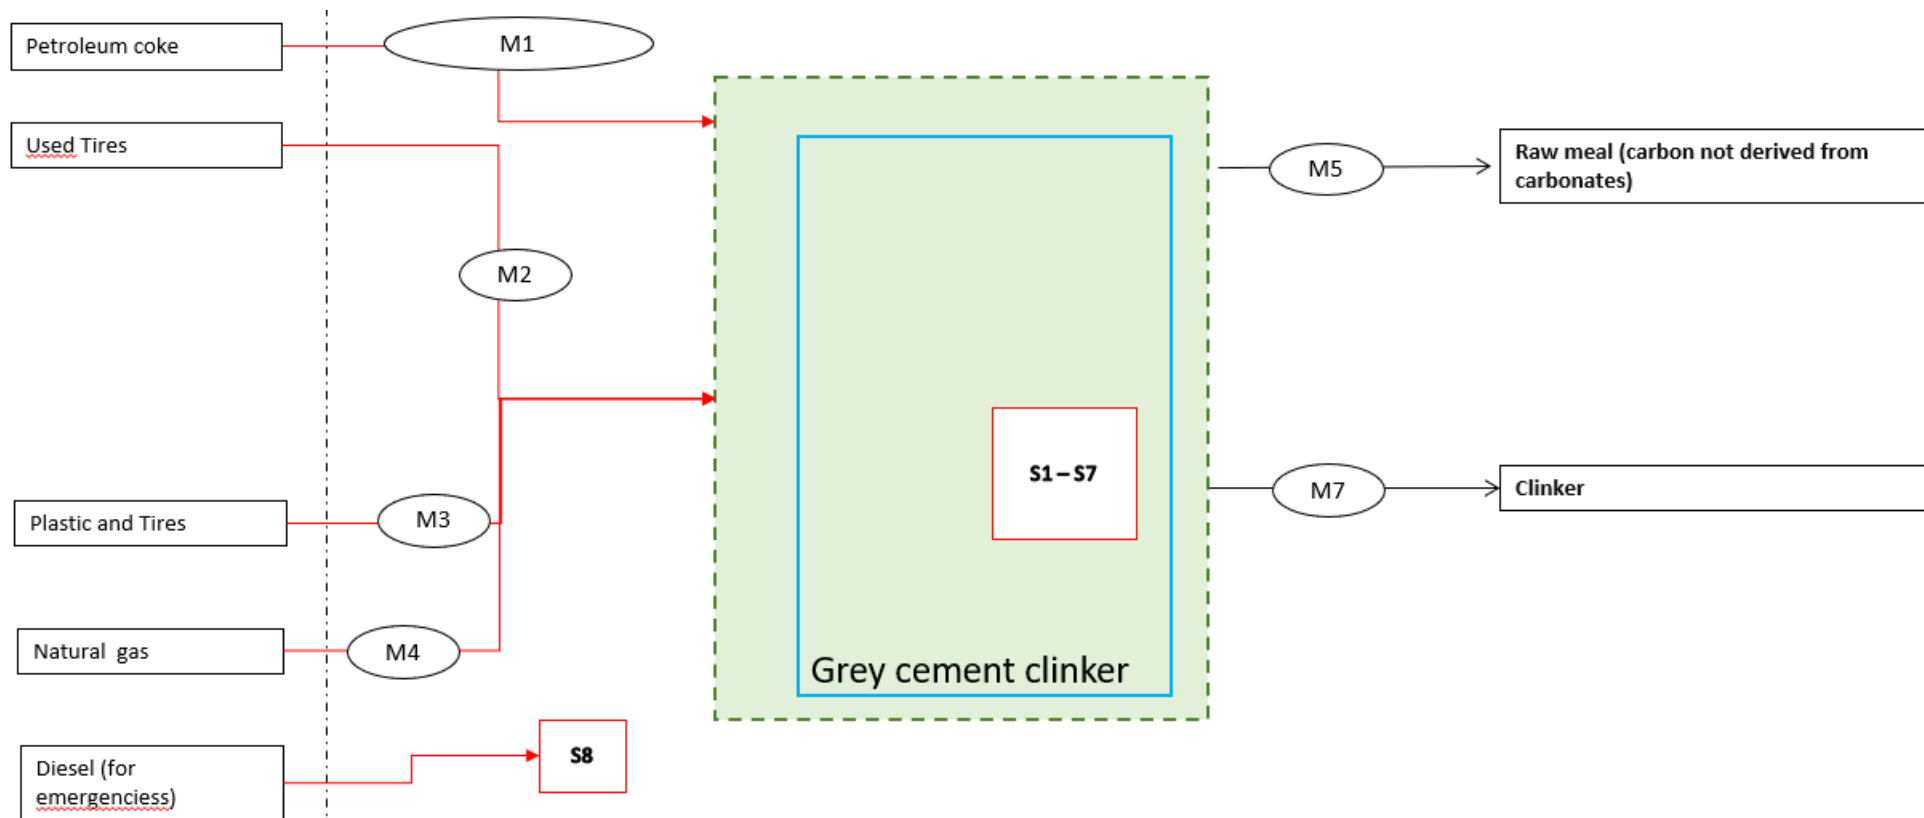 Petroleum coke
M1
Used Tires
M2
Plastic and Tires
M3
Natural gas
M4
Diesel (for
emergenciess)
S8
S1 – S7
Grey cement clinker
M5
Raw meal (carbon not derived from
carbonates)
M7
Clinker